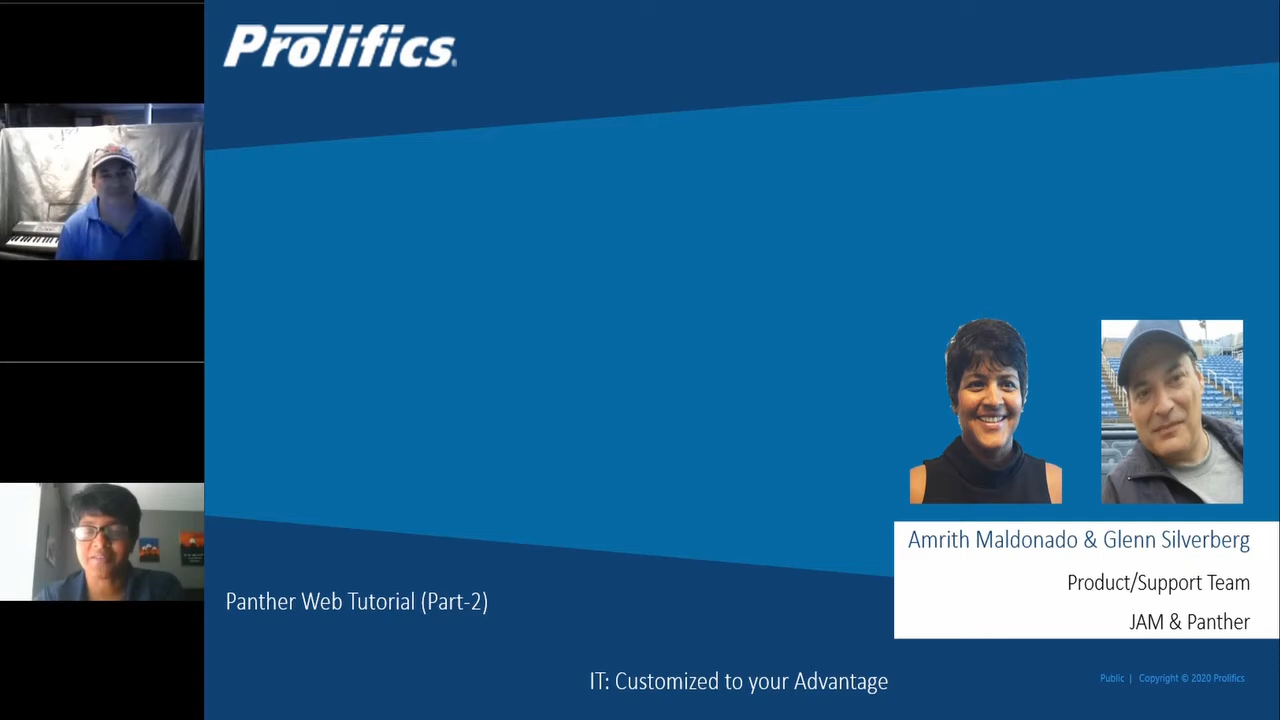 Prolifics
Amrith Maldonado & Glenn Silverberg
Product/Support Team
JAM & Panther
Panther Web Tutorial (Part-2)
IT: Customized to your Advantage
Public | Copyright © 2020 Prolifics